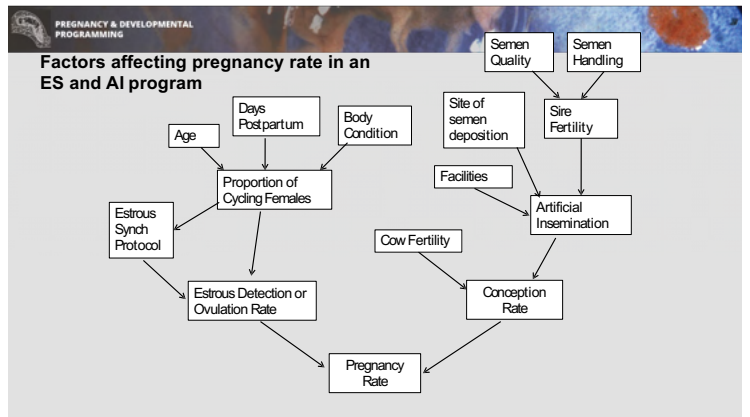 PREGNANCY & DEVELOPMENTAL
PROGRAMMING
Factors affecting pregnancy rate in an
ES and AI program
Semen
Quality
Semen
Handling
Days
Postpartum
Body
Condition
Age
Site of
semen
deposition
Sire
Fertility
Proportion of
Cycling Females
Facilities
Artificial
Insemination
Estrous
Synch
Protocol
Cow Fertility
Estrous Detection or
Ovulation Rate
Conception
Rate
Pregnancy
Rate